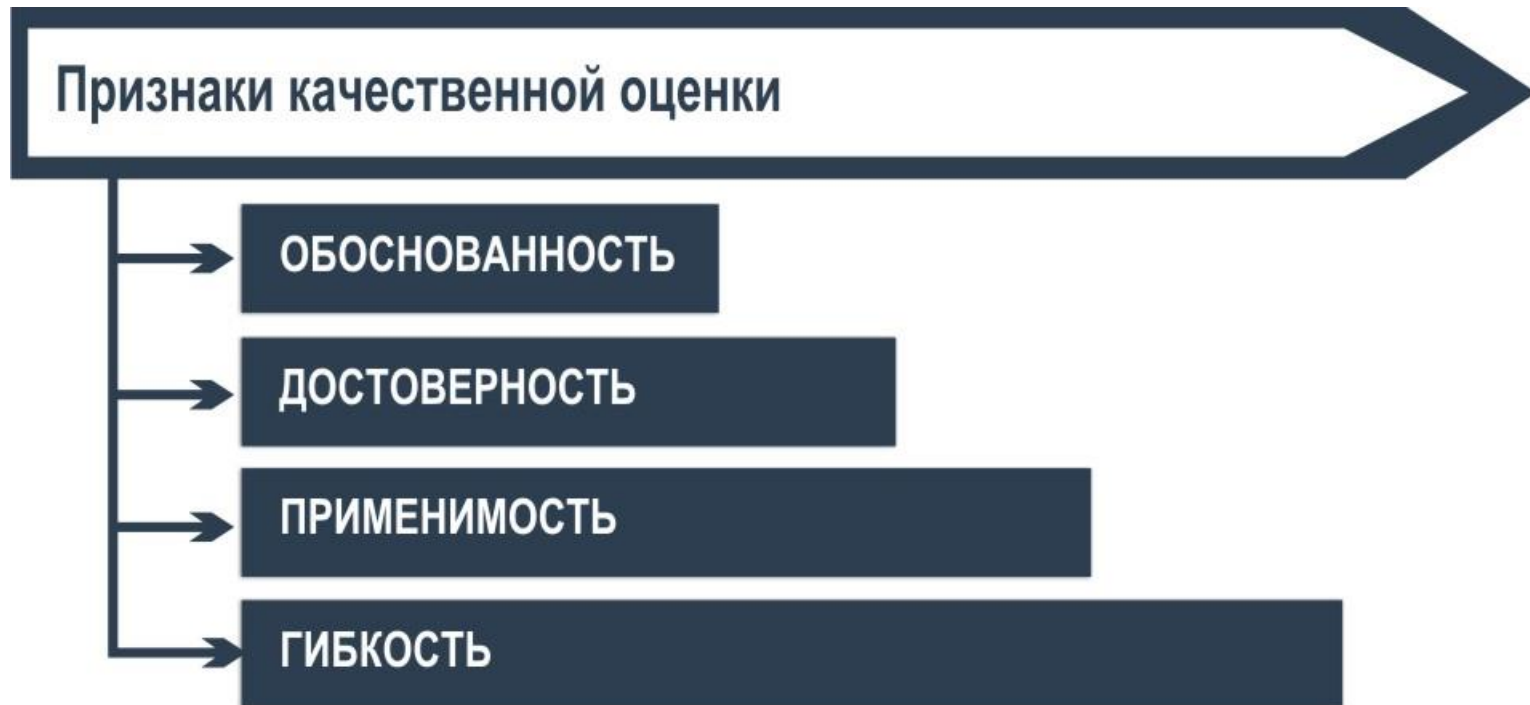 Признаки качественной оценки
ОБОСНОВАННОСТЬ
ДОСТОВЕРНОСТЬ
ПРИМЕНИМОСТЬ
ГИБКОСТЬ